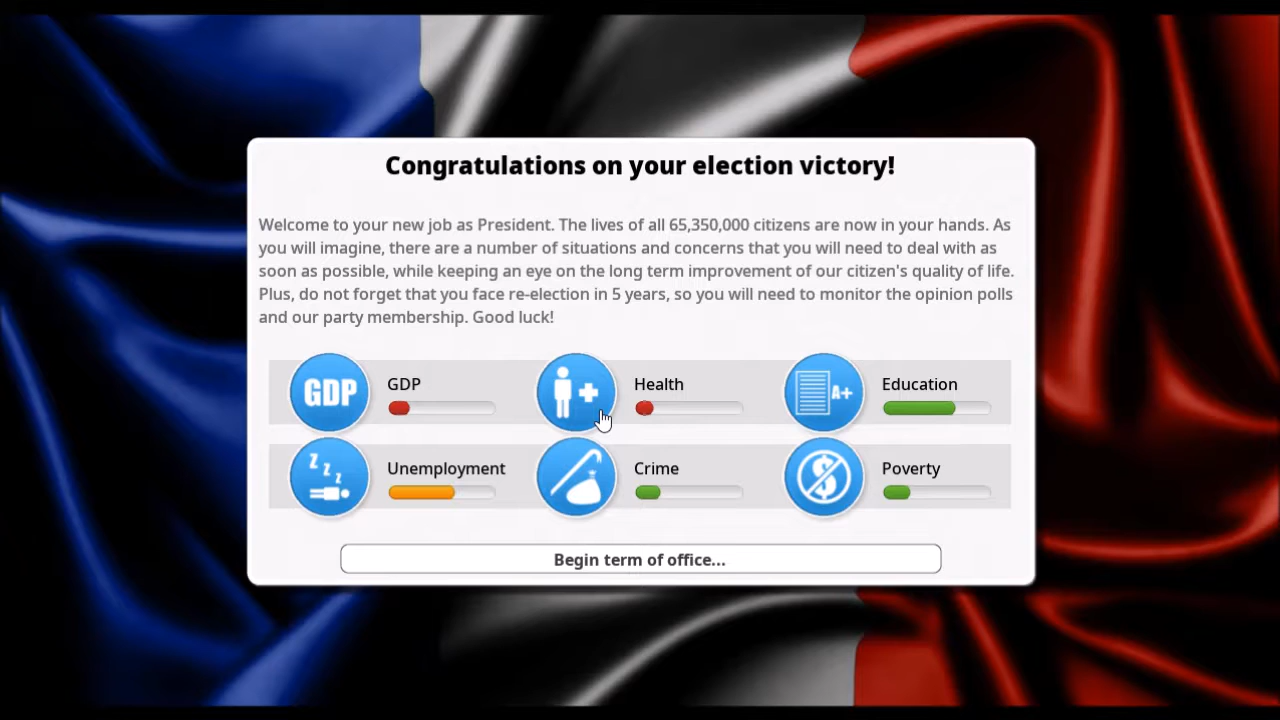 Congratulations on your election victory!
Welcome to your new job as President. The lives of all 65,350,000 citizens are now in your hands. As
you will imagine, there are a number of situations and concerns that you will need to deal with as
soon as possible, while keeping an eye on the long term improvement of our citizen's quality of life.
Plus, do not forget that you face re-election in 5 years, so you will need to monitor the opinion polls
and our party membership. Good luck!
GDP GDP
Health
A+ Education
Z Z Z Unemployment
Crime
$ Poverty
Begin term of office...